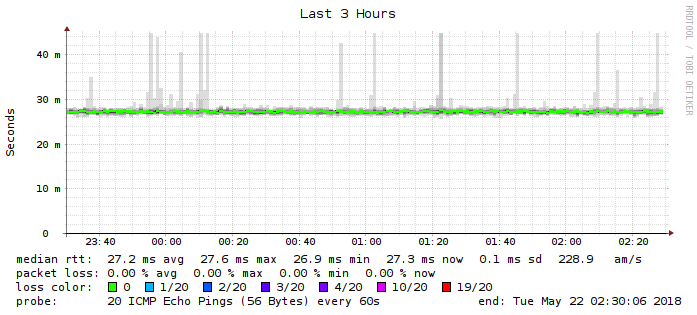 Last 3 Hours
RRDTOOL / TOBI OETIKER
Seconds
40 m
30 m
20 m
10 m
0
23:40 00:00 00:20 00:40 01:00 01:20 01:40 02:00 02:20
median rtt: 27.2 ms avg 27.6 ms max 26.9 ms min 27.3 ms now 0.1 ms sd 228.9 am/s
packet loss: 0.00 % avg 0.00 % max 0.00 % min 0.00 % now
loss color: 0 1/20 2/20 3/20 4/20 10/20 19/20
probe: 20 ICMP Echo Pings (56 Bytes) every 60s end: Tue May 22 02:30:06 2018